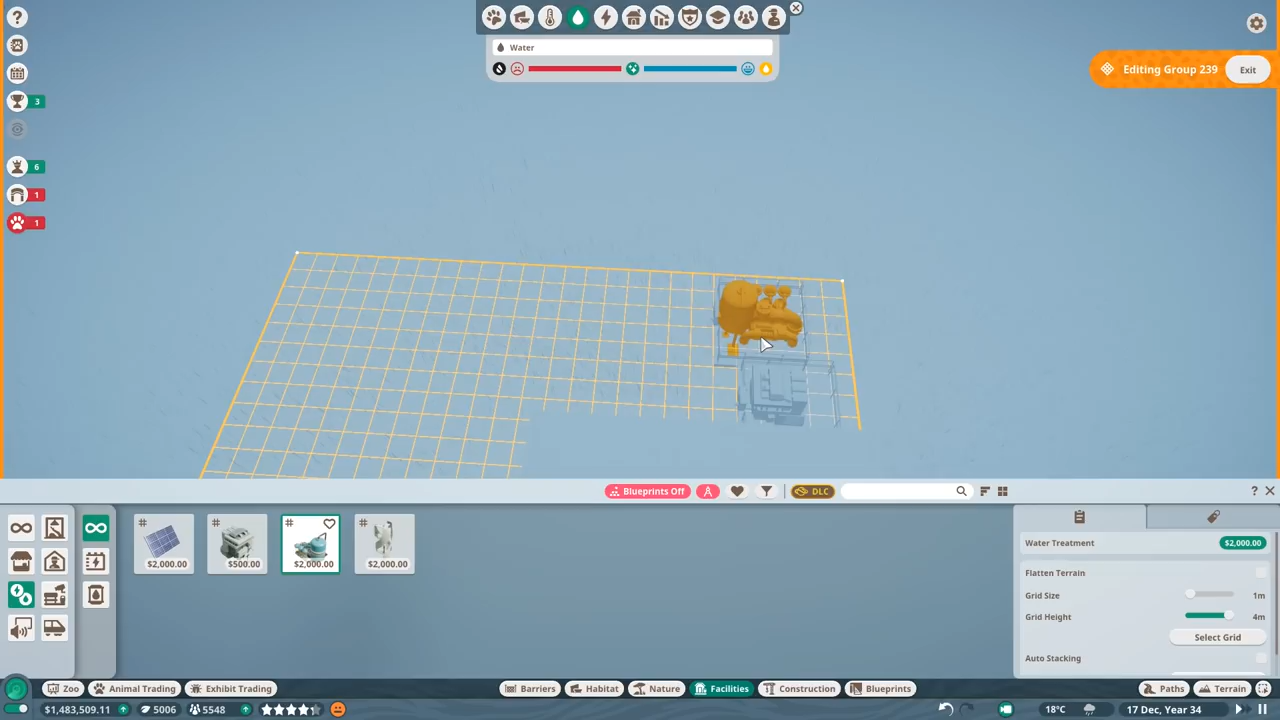 ?
Water
Editing Group 239
Exit
3
6
1
1
Blueprints Off
DLC
?
$2,000.00
$500.00
$2,000.00
$2,000.00
Water Treatment
$2,000.00
Flatten Terrain
Grid Size
1m
Grid Height
4m
Select Grid
Auto Stacking
Zoo
Animal Trading
Exhibit Trading
Barriers
Habitat
Nature
Facilities
Construction
Blueprints
Paths
Terrain
$1,483,509.11
5006
5548
18°C
17 Dec, Year 34